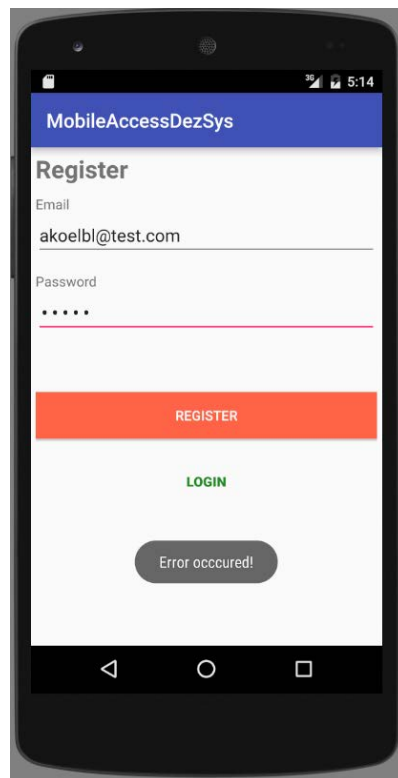 3G 5:14
MobileAccessDezSys
Register
Email
akoelbl@test.com
Password
•••••
REGISTER
LOGIN
Error occcured!